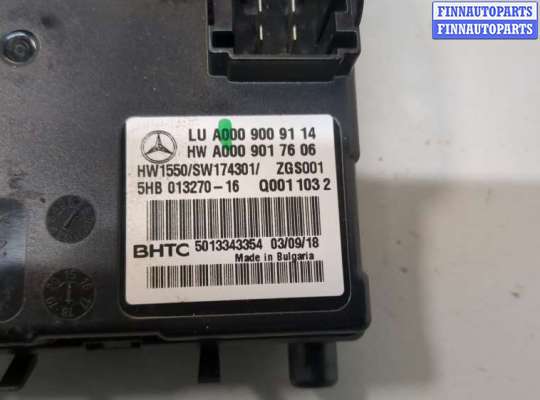 FINNAUTOPARTS
FINNAUTOPARTS
LU A000 900 91 14
HW A000 901 76 06
HW1550/SW174301/ ZGS001
5HB 013270-16 Q001 103 2
BHTC 5013343354 03/09/18
Made in Bulgaria